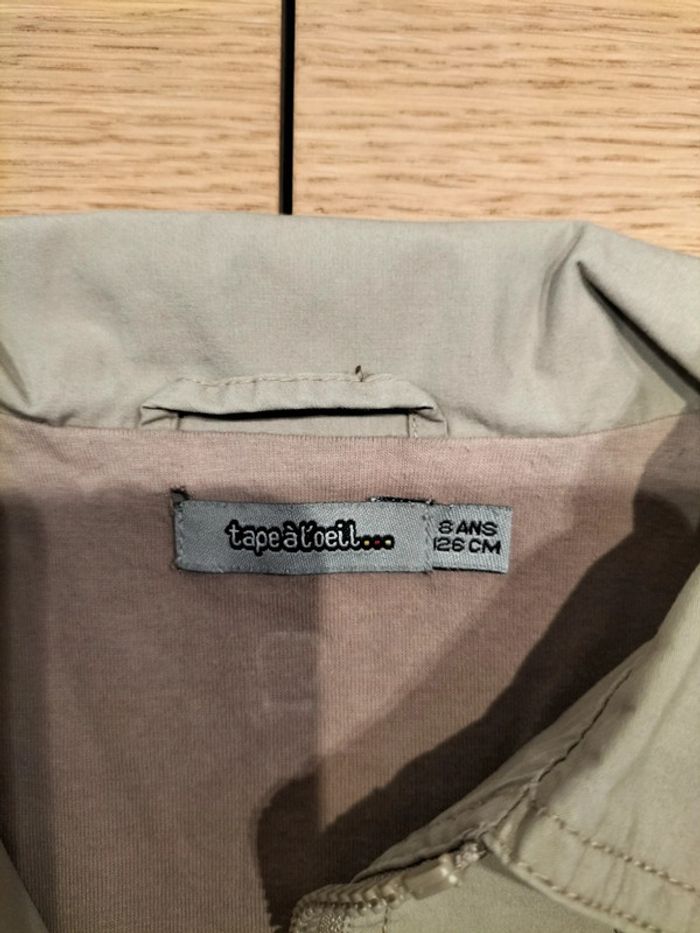 tape à l'oeil...
8 ANS
126 CM